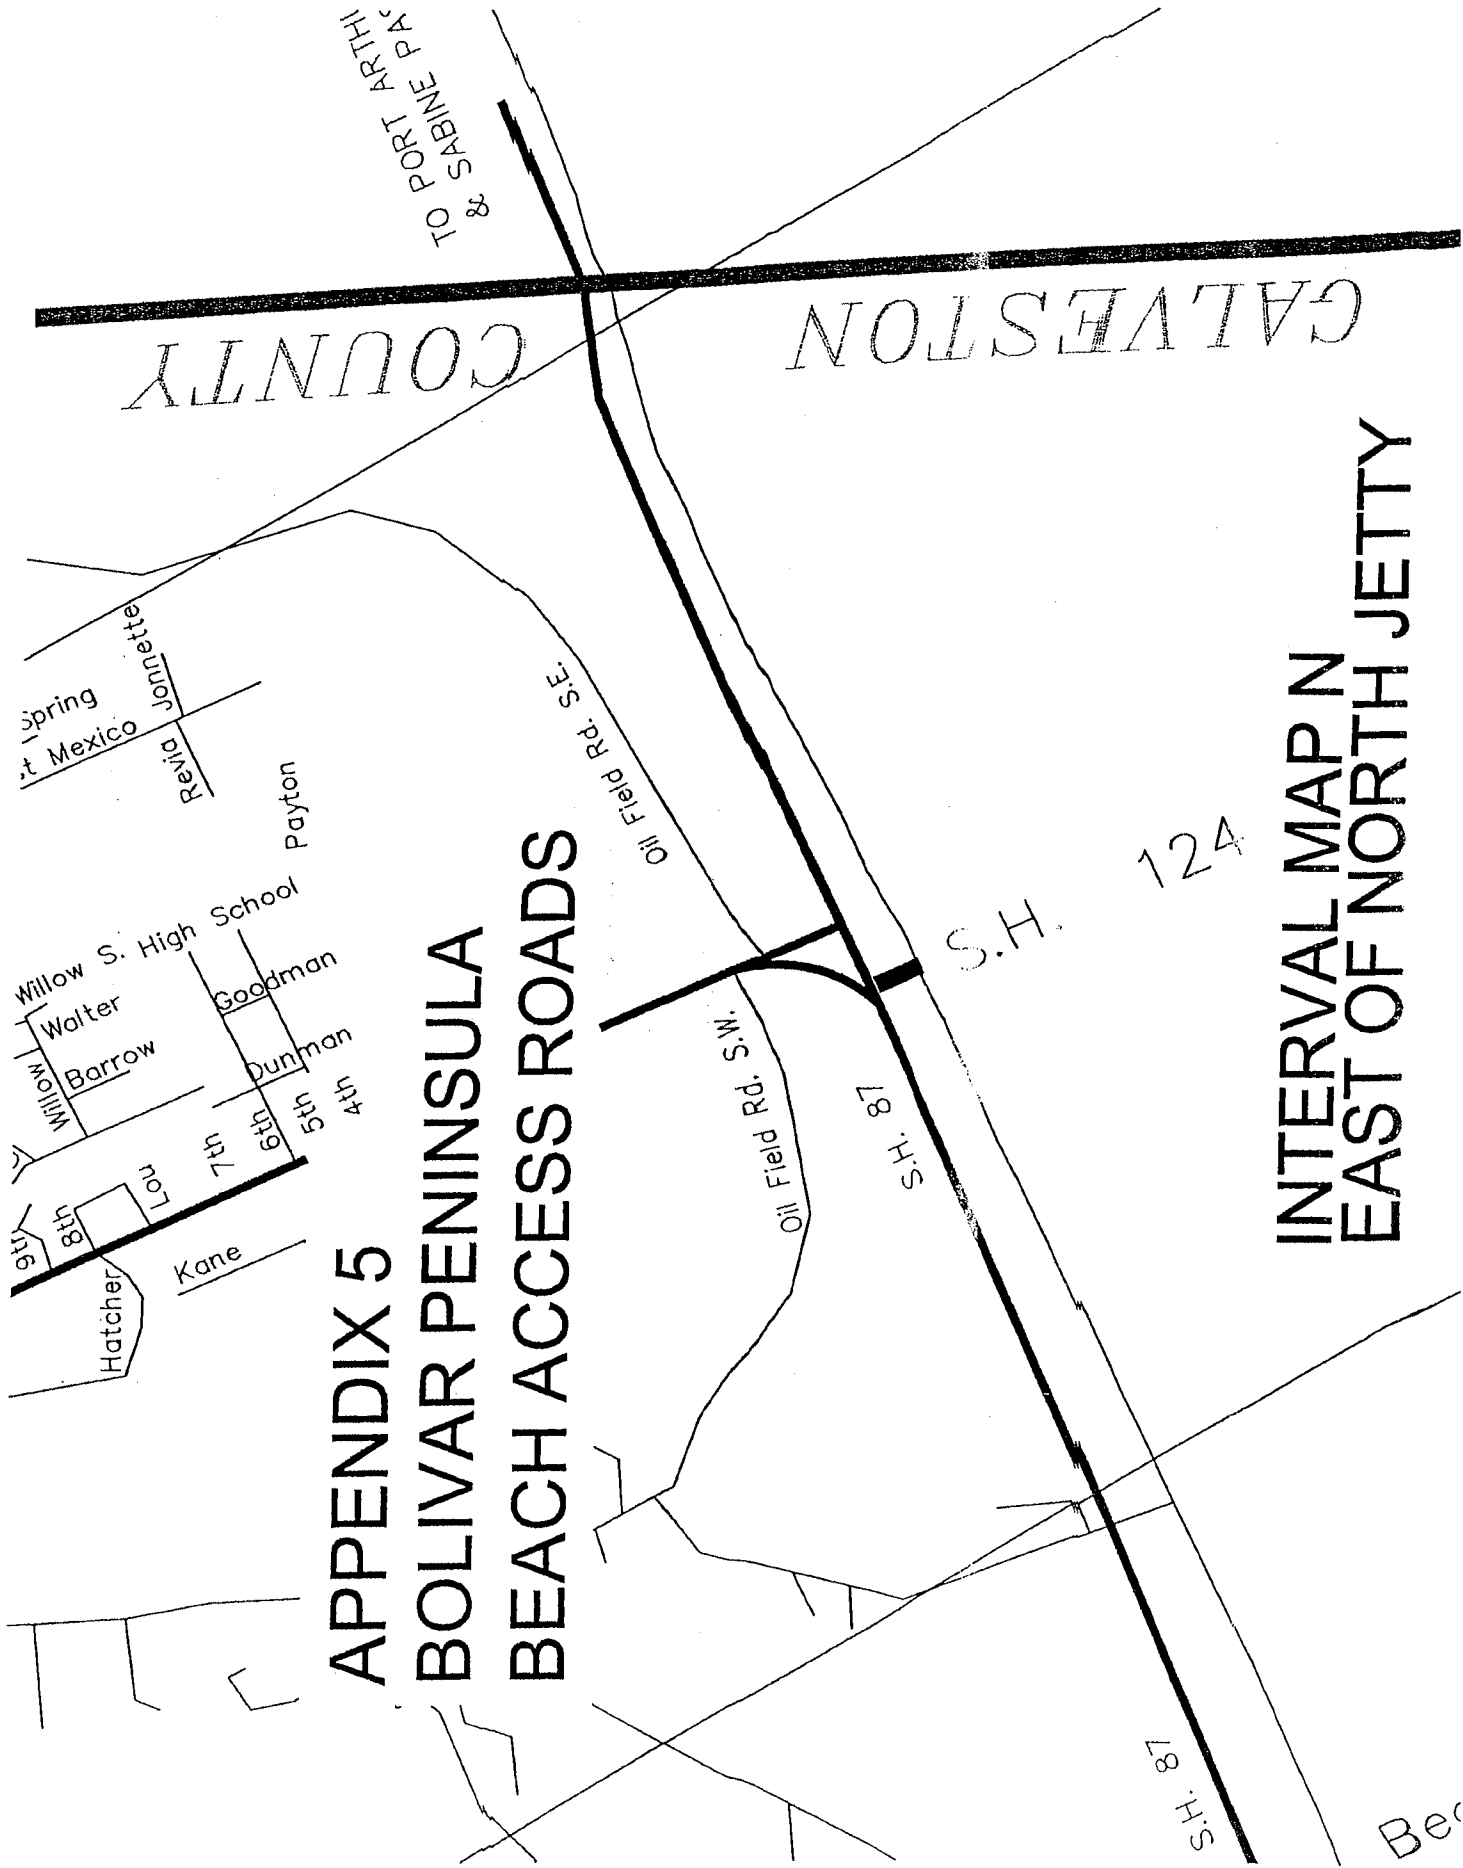 APPENDIX 5
BOLIVAR PENINSULA
BEACH ACCESS ROADS
INTERVAL MAP N
EAST OF NORTH JETTY
GALVESTON
COUNTY
TO PORT ARTH
& SABINE PA
S.H. 124
S.H. 87
S.H. 87
Oil Field Rd. S.E.
Oil Field Rd. S.W.
Spring
Mexico
Jonnette
Revia
Payton
Willow S. High School
Walter
Willow
Barrow
Goodman
Dunman
4th
5th
6th
7th
8th
9th
Lou
Hatcher
Kane